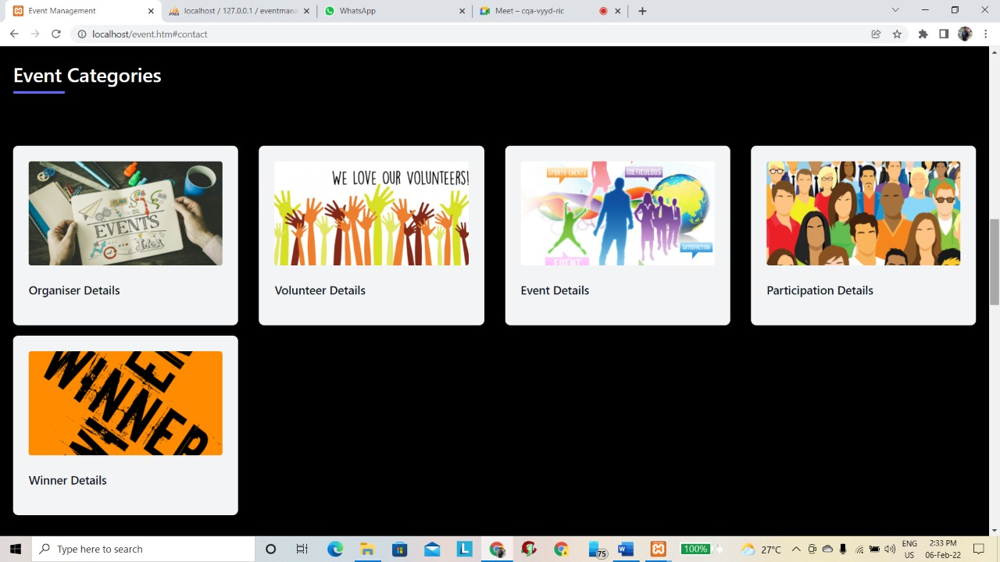 Event Management
localhost / 127.0.0.1 / eventmana
WhatsApp
Meet – cqa-vyyd-ric
localhost/event.htm#contact
Event Categories
PLAN
EVENTS
Idea
WE LOVE OUR VOLUNTEERS!
SPORTS EVENTS
METICULOUS
SATISFACTION
EVENT
Organiser Details
Volunteer Details
Event Details
Participation Details
WINNER
Winner Details
Type here to search
L
75
W
100%
27°C
ENG
US
2:33 PM
06-Feb-22